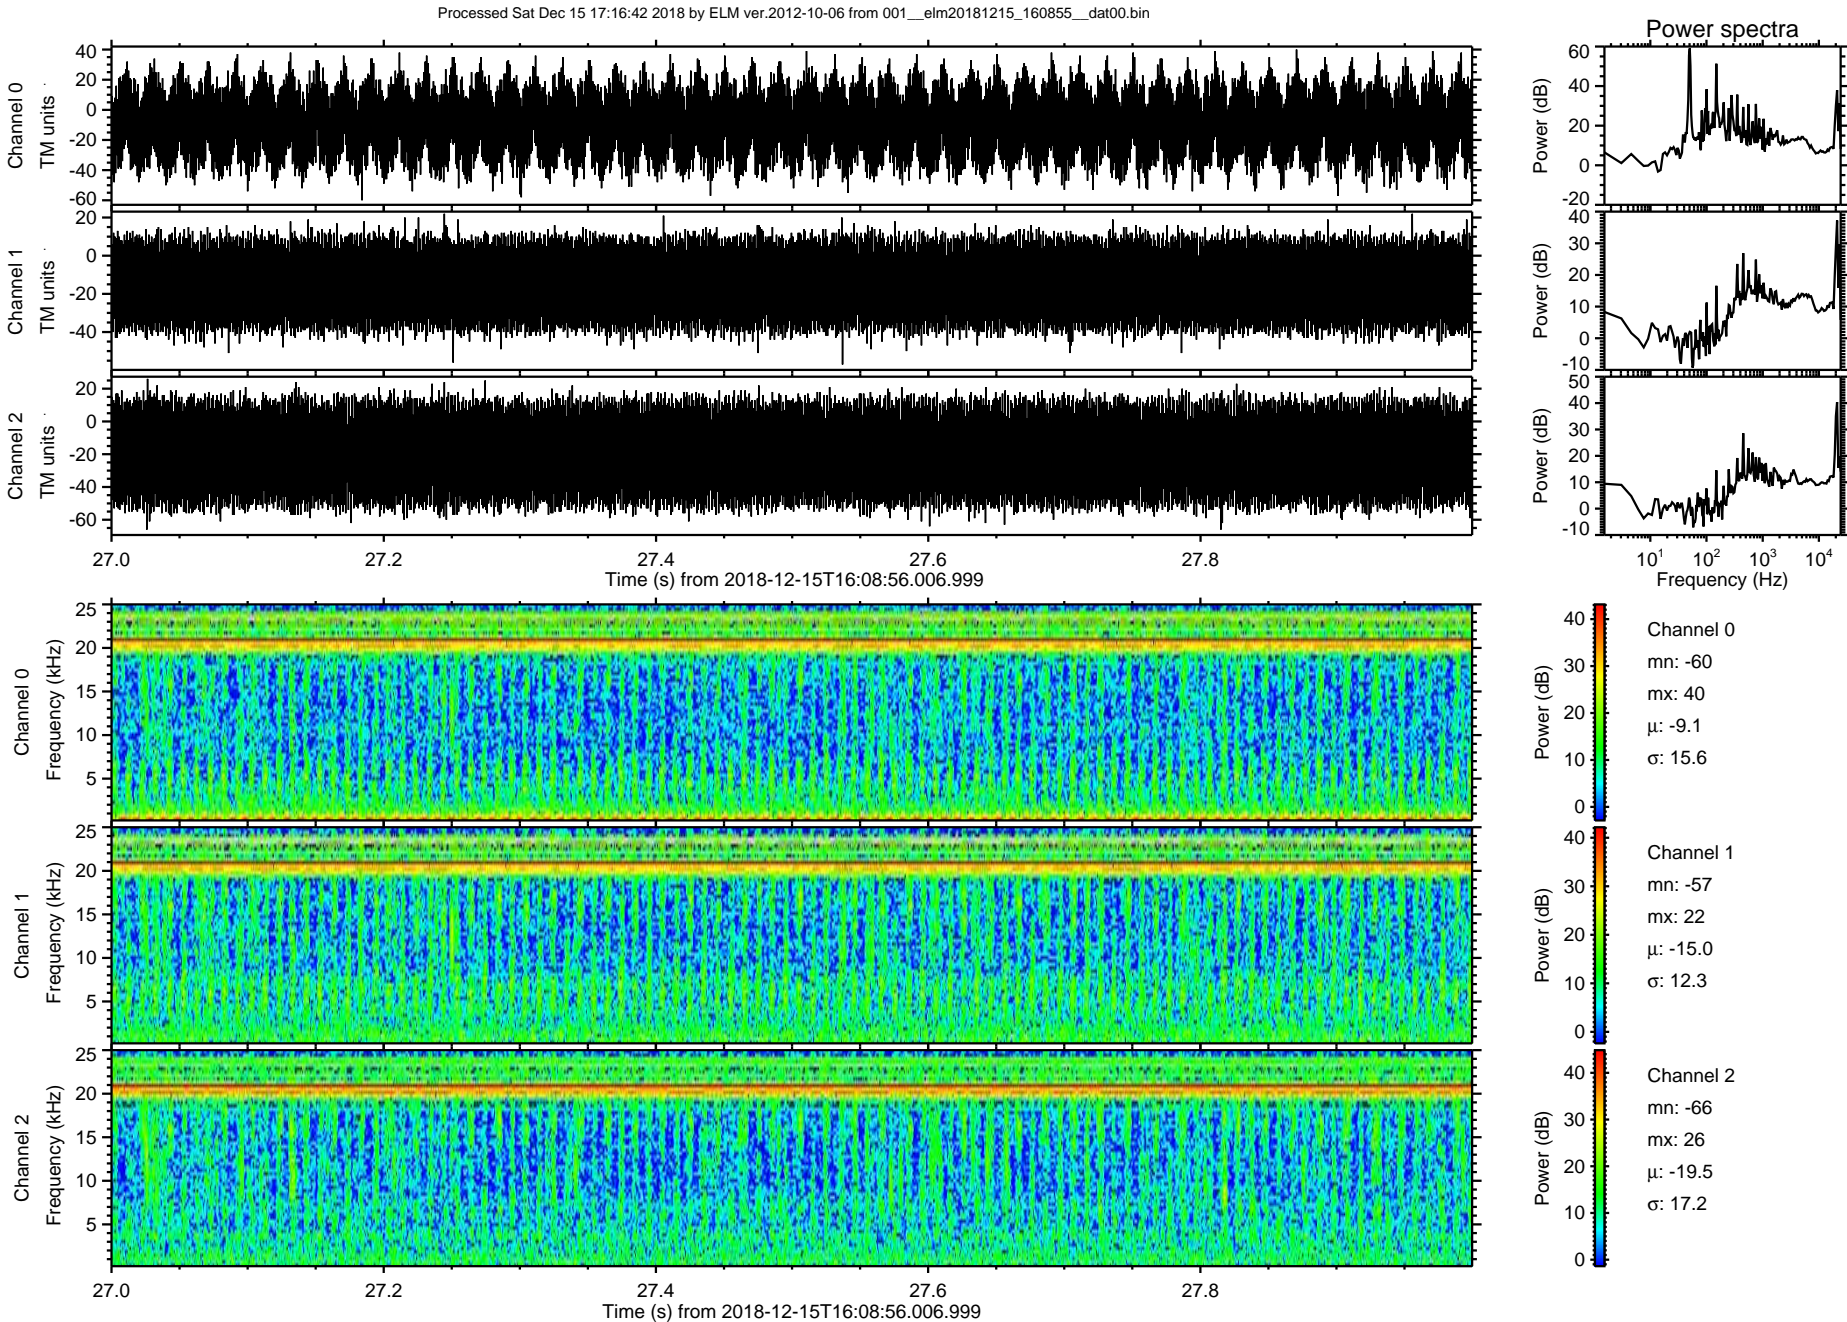 Processed Sat Dec 15 17:16:42 2018 by ELM ver.2012-10-06 from 001__elm20181215_160855__dat00.bin
Power spectra
Channel 0
TM units
40
20
0
-20
-40
-60
Power (dB)
60
40
20
0
-20
Channel 1
TM units
20
0
-20
-40
Power (dB)
40
30
20
10
0
-10
Channel 2
TM units
20
0
-20
-40
-60
Power (dB)
50
40
30
20
10
0
-10
27.0 27.2 27.4 27.6 27.8
Time (s) from 2018-12-15T16:08:56.006.999
10^1 10^2 10^3 10^4
Frequency (Hz)
Channel 0
Frequency (kHz)
25
20
15
10
5
Power (dB)
40
30
20
10
0
Channel 0
mn: -60
mx: 40
μ: -9.1
σ: 15.6
Channel 1
Frequency (kHz)
25
20
15
10
5
Power (dB)
40
30
20
10
0
Channel 1
mn: -57
mx: 22
μ: -15.0
σ: 12.3
Channel 2
Frequency (kHz)
25
20
15
10
5
Power (dB)
40
30
20
10
0
Channel 2
mn: -66
mx: 26
μ: -19.5
σ: 17.2
27.0 27.2 27.4 27.6 27.8
Time (s) from 2018-12-15T16:08:56.006.999